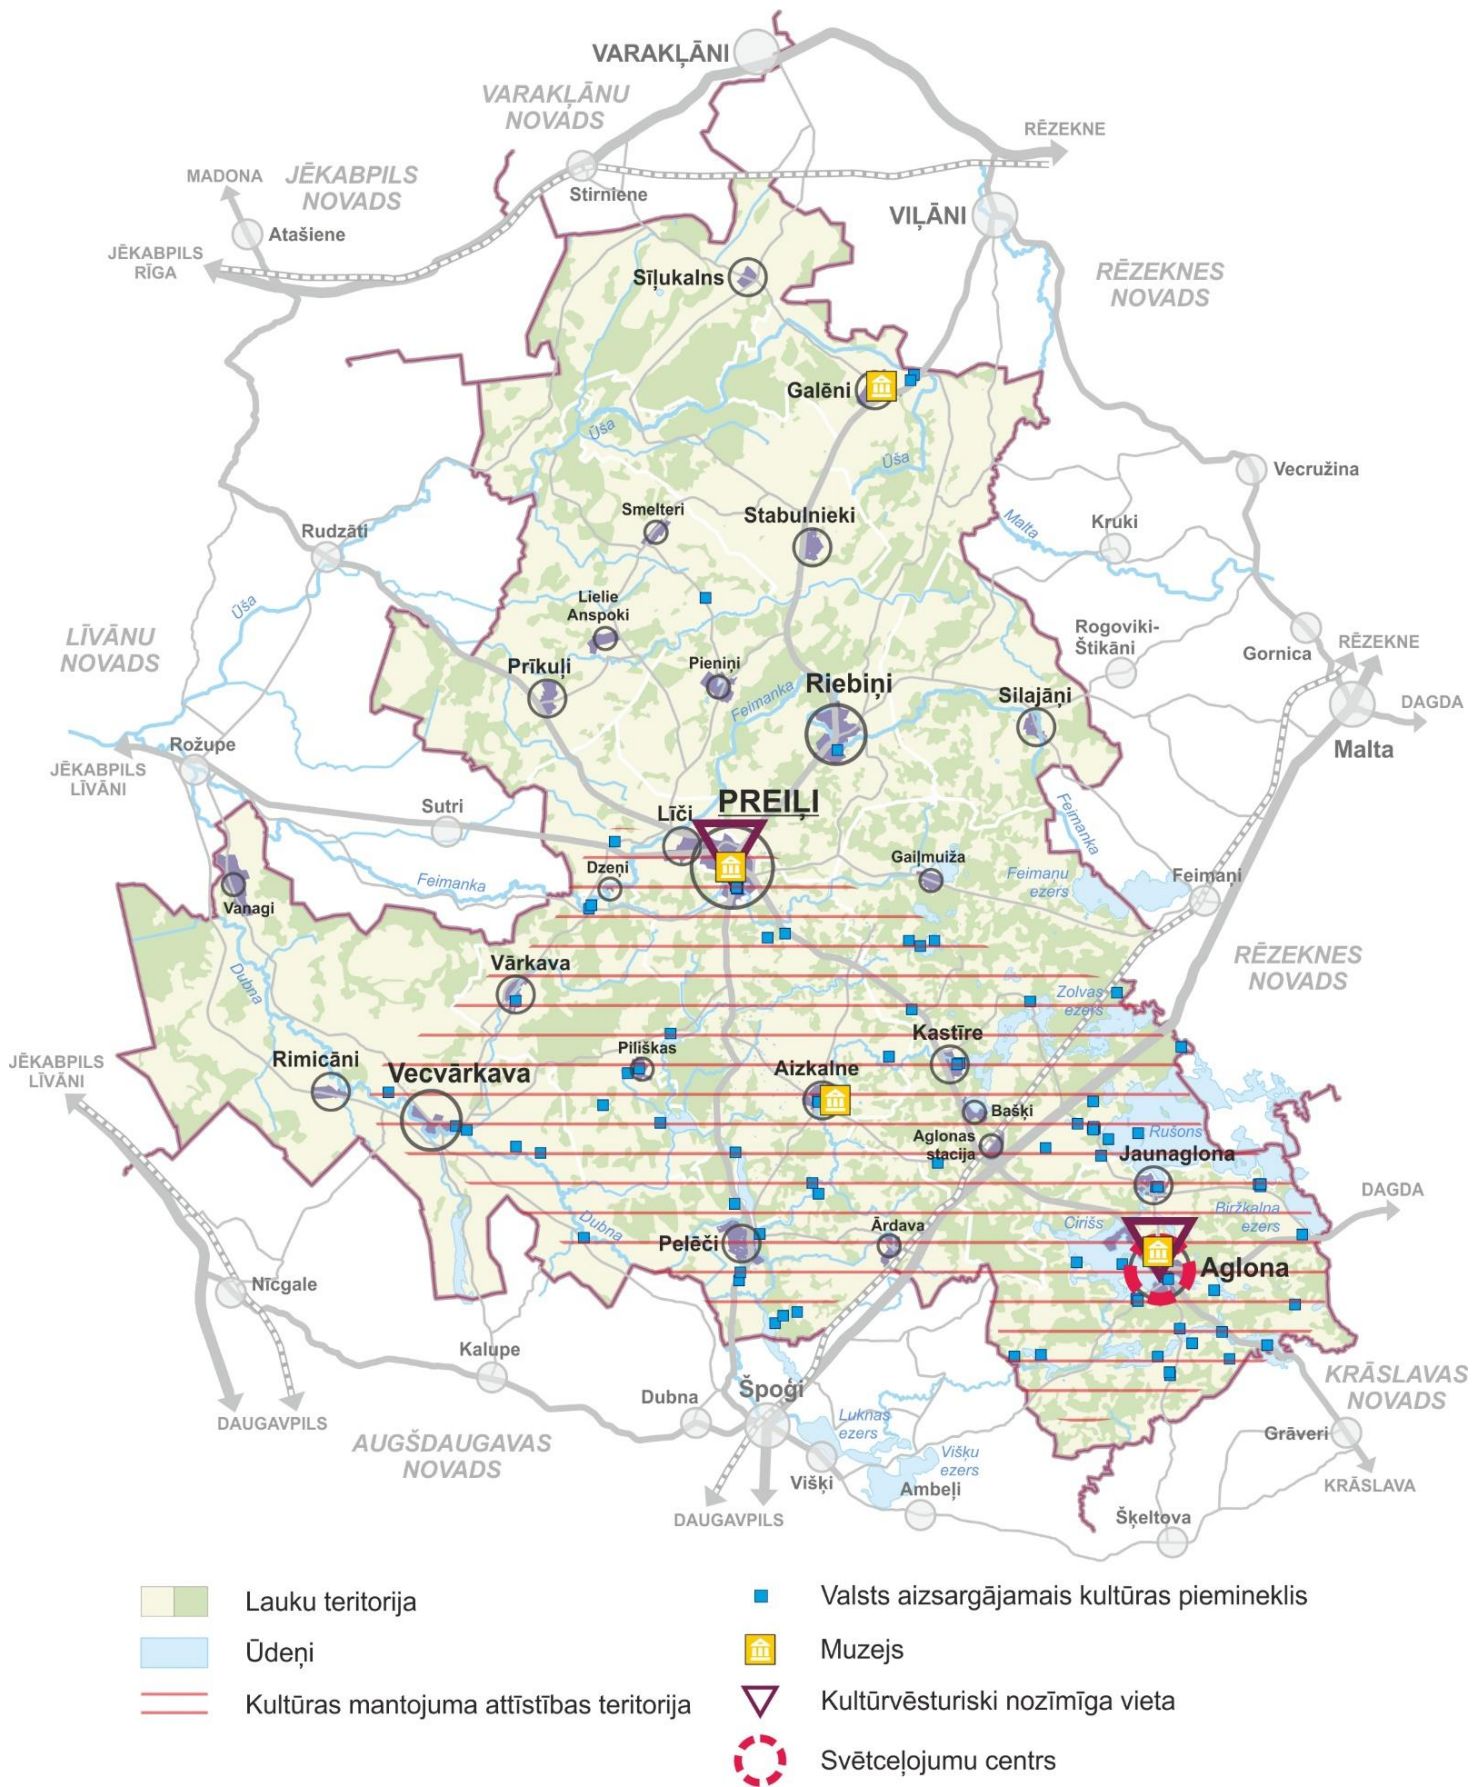 VARAKĻĀNI
VARAKĻĀNU
NOVADS
RĒZEKNE
MADONA
JĒKABPILS
NOVADS
Stirniene
VIĻĀNI
Atašiene
JĒKABPILS
RĪGA
RĒZEKNES
NOVADS
Sīļukalns
Galēni
Ūša
Ūša
Vecružina
Smelteri
Stabulnieki
Malta
Kruki
Rudzāti
Ūša
Lielie
Anspoki
LĪVĀNU
NOVADS
Rogoviki-
Štikāni
RĒZEKNE
Gornica
Prīkuļi
Pieniņi
Riebiņi
Feimanka
Silajāņi
DAGDA
Rožupe
Malta
JĒKABPILS
LĪVĀNI
Sutri
Līči
PREIĻI
Feimanka
Dzeņi
Gaiļmuiža
Feimaņu
ezers
Feimaņi
Feimanka
Vanagi
RĒZEKNES
NOVADS
Vārkava
Dubna
Zolvas
ezers
Kastīre
JĒKABPILS
LĪVĀNI
Rimicāni
Piliškas
Vecvārkava
Aizkalne
Bašķi
Aglonas
stacija
Rušons
Jaunaglona
DAGDA
Biržkalna
ezers
Dubna
Cirišs
Ārdava
Pelēči
Aglona
Nīcgale
Kalupe
KRĀSLAVAS
NOVADS
Dubna
Špoģi
DAUGAVPILS
Luknas
ezers
Grāveri
AUGŠDAUGAVAS
NOVADS
Višķu
ezers
Višķi
Ambeļi
KRĀSLAVA
DAUGAVPILS
Šķeltova
Lauku teritorija
Ūdeņi
Kultūras mantojuma attīstības teritorija
Valsts aizsargājamais kultūras piemineklis
Muzejs
Kultūrvēsturiski nozīmīga vieta
Svētceļojumu centrs